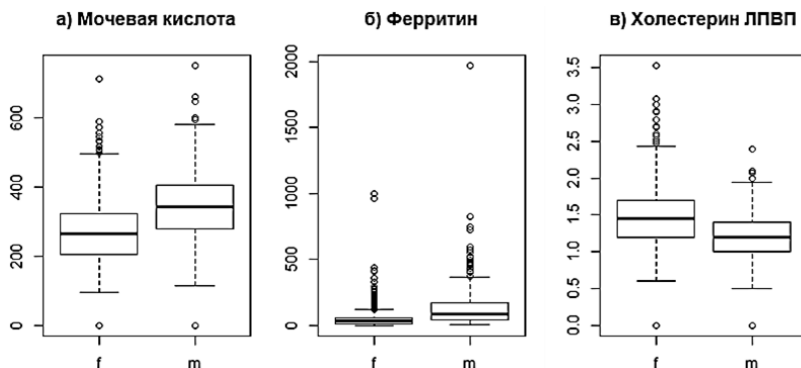 а) Мочевая кислота
0 200 400 600
f m
б) Ферритин
0 500 1000 1500 2000
f m
в) Холестерин ЛПВП
0.0 0.5 1.0 1.5 2.0 2.5 3.0 3.5
f m